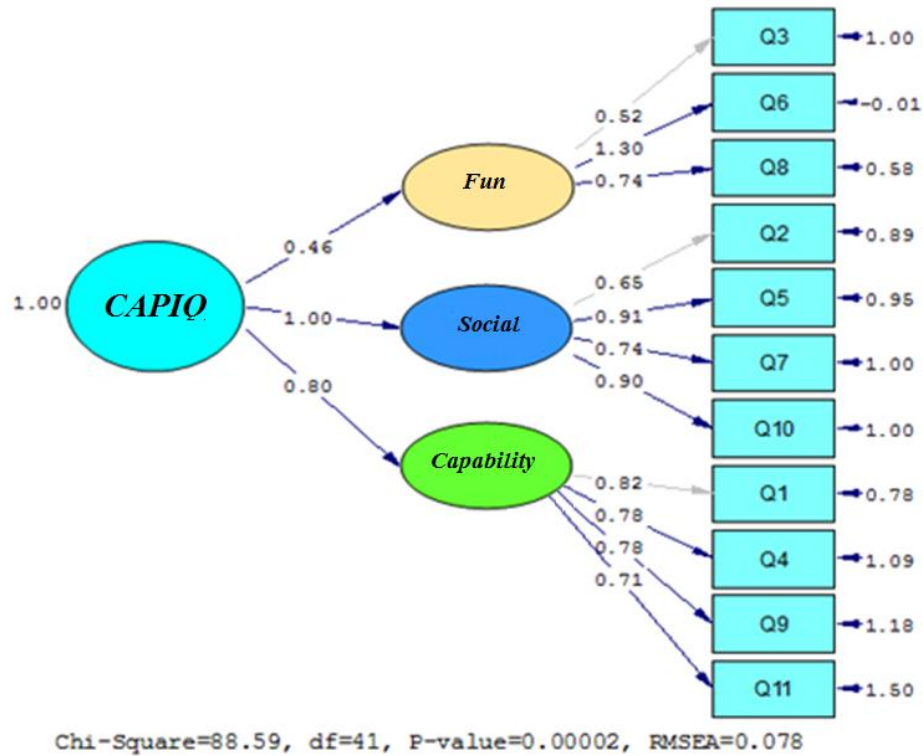 Q3
1.00
Q6
-0.01
0.52
1.30
Fun
0.74
Q8
0.58
Q2
0.89
0.46
0.65
1.00
CAPIQ
1.00
Social
0.91
Q5
0.95
0.74
Q7
1.00
0.90
0.80
Q10
1.00
Capability
0.82
Q1
0.78
0.78
Q4
1.09
0.78
0.71
Q9
1.18
Q11
1.50
Chi-Square=88.59, df=41, P-value=0.00002, RMSEA=0.078